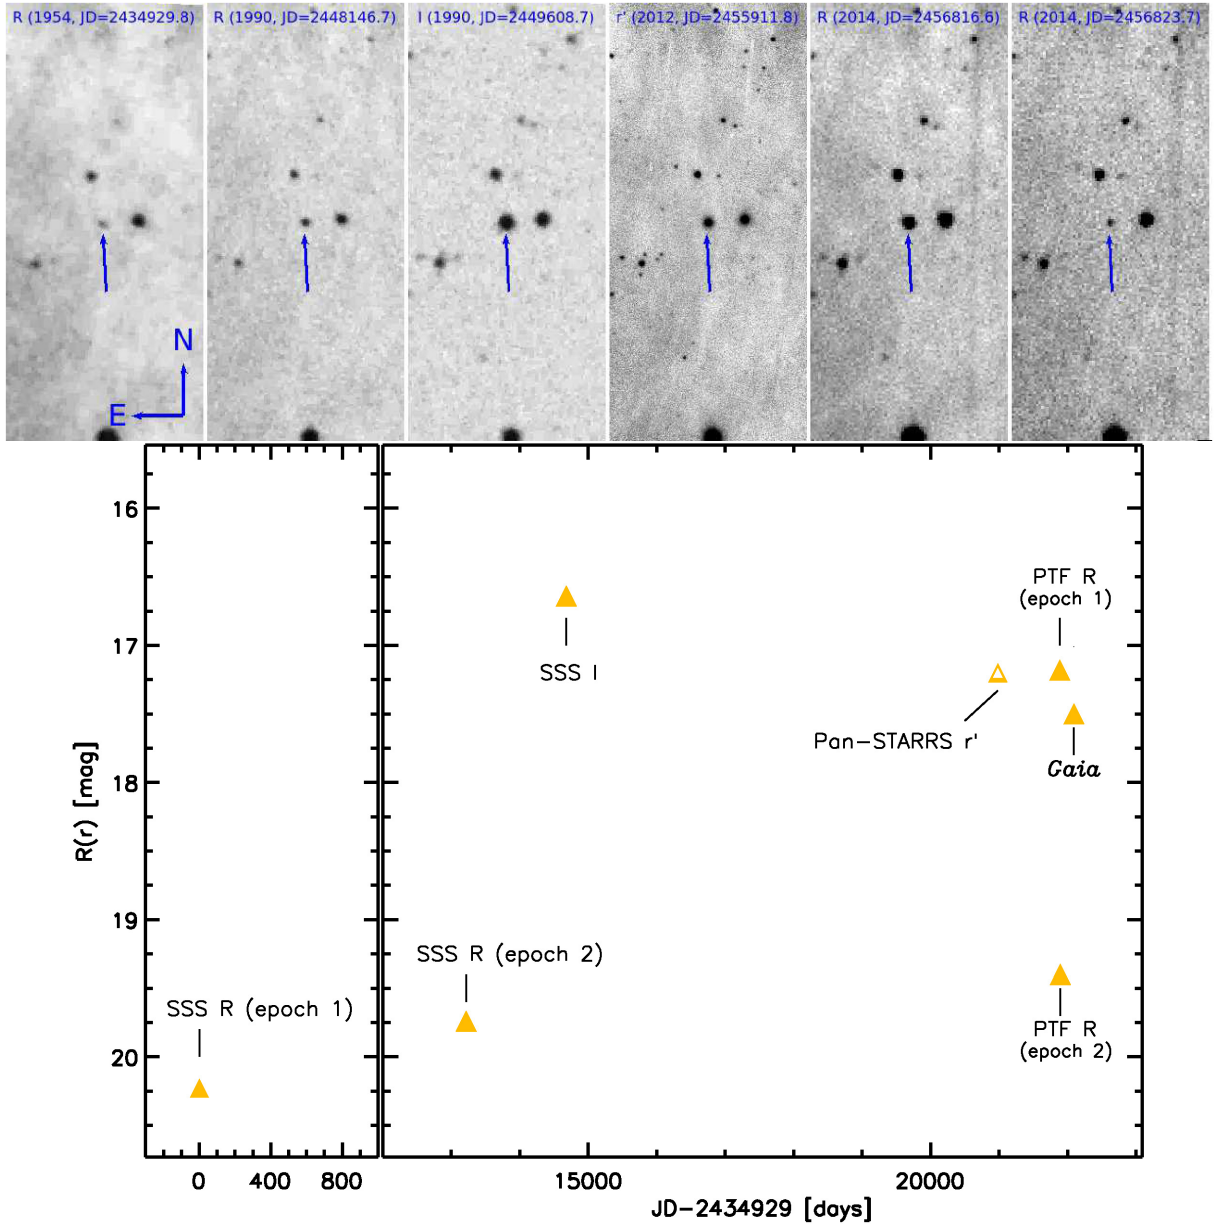 R (1954, JD=2434929.8)
R (1990, JD=2448146.7)
I (1990, JD=2449608.7)
r' (2012, JD=2455911.8)
R (2014, JD=2456816.6)
R (2014, JD=2456823.7)
N
E
16
17
18
19
20
R(r) [mag]
PTF R
(epoch 1)
SSS I
Pan-STARRS r'
Gaia
SSS R (epoch 2)
SSS R (epoch 1)
PTF R
(epoch 2)
0
400
800
15000
20000
JD-2434929 [days]